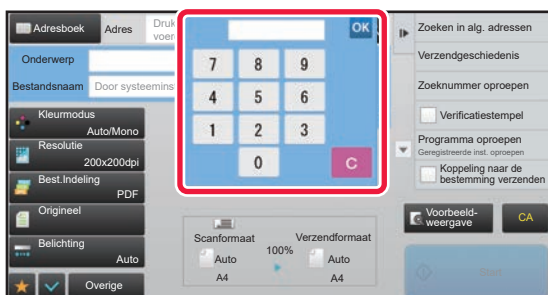 Adresboek
Adres
Druk
voer
OK
Zoeken in alg. adressen
Onderwerp
Verzendgeschiedenis
Bestandsnaam
Door systeemins
Zoeknummer oproepen
7 8 9
4 5 6
1 2 3
0 C
Verificatiestempel
Programma oproepen
Geregistreerde inst. oproepen
Koppeling naar de
bestemming verzenden
Kleurmodus
Auto/Mono
Resolutie
200x200dpi
Best.Indeling
PDF
Origineel
Belichting
Auto
Overige
Scanformaat
100%
Verzendformaat
Auto
Auto
A4
A4
Voorbeeld-
weergave
CA
Start